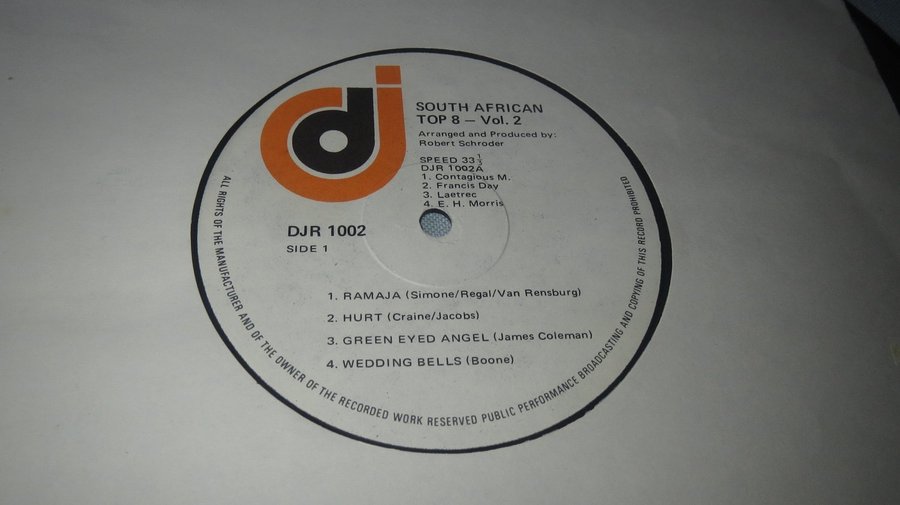 dj
SOUTH AFRICAN
TOP 8 – Vol. 2
Arranged and Produced by:
Robert Schroder
SPEED 33 1/3
DJR 1002A
1. Contagious M.
2. Francis Day
3. Laetrec
4. E. H. Morris
DJR 1002
SIDE 1
1. RAMAJA (Simone/Regal/Van Rensburg)
2. HURT (Craine/Jacobs)
3. GREEN EYED ANGEL (James Coleman)
4. WEDDING BELLS (Boone)
ALL RIGHTS OF THE MANUFACTURER AND OF THE OWNER OF THE RECORDED WORK RESERVED PUBLIC PERFORMANCE BROADCASTING AND COPYING OF THIS RECORD PROHIBITED